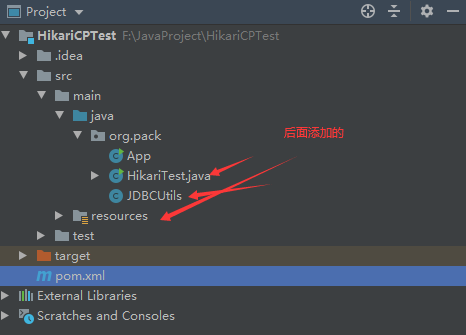 Project
HikariCPTest F:\JavaProject\HikariCPTest
.idea
src
main
java
org.pack
后面添加的
App
HikariTest.java
JDBCUtils
resources
test
target
pom.xml
External Libraries
Scratches and Consoles